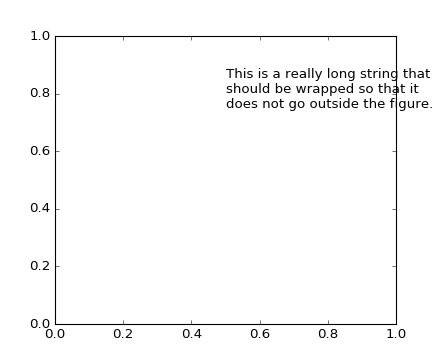 1.0
This is a really long string that
should be wrapped so that it
does not go outside the figure.
0.8
0.6
0.4
0.2
0.0
0.0 0.2 0.4 0.6 0.8 1.0